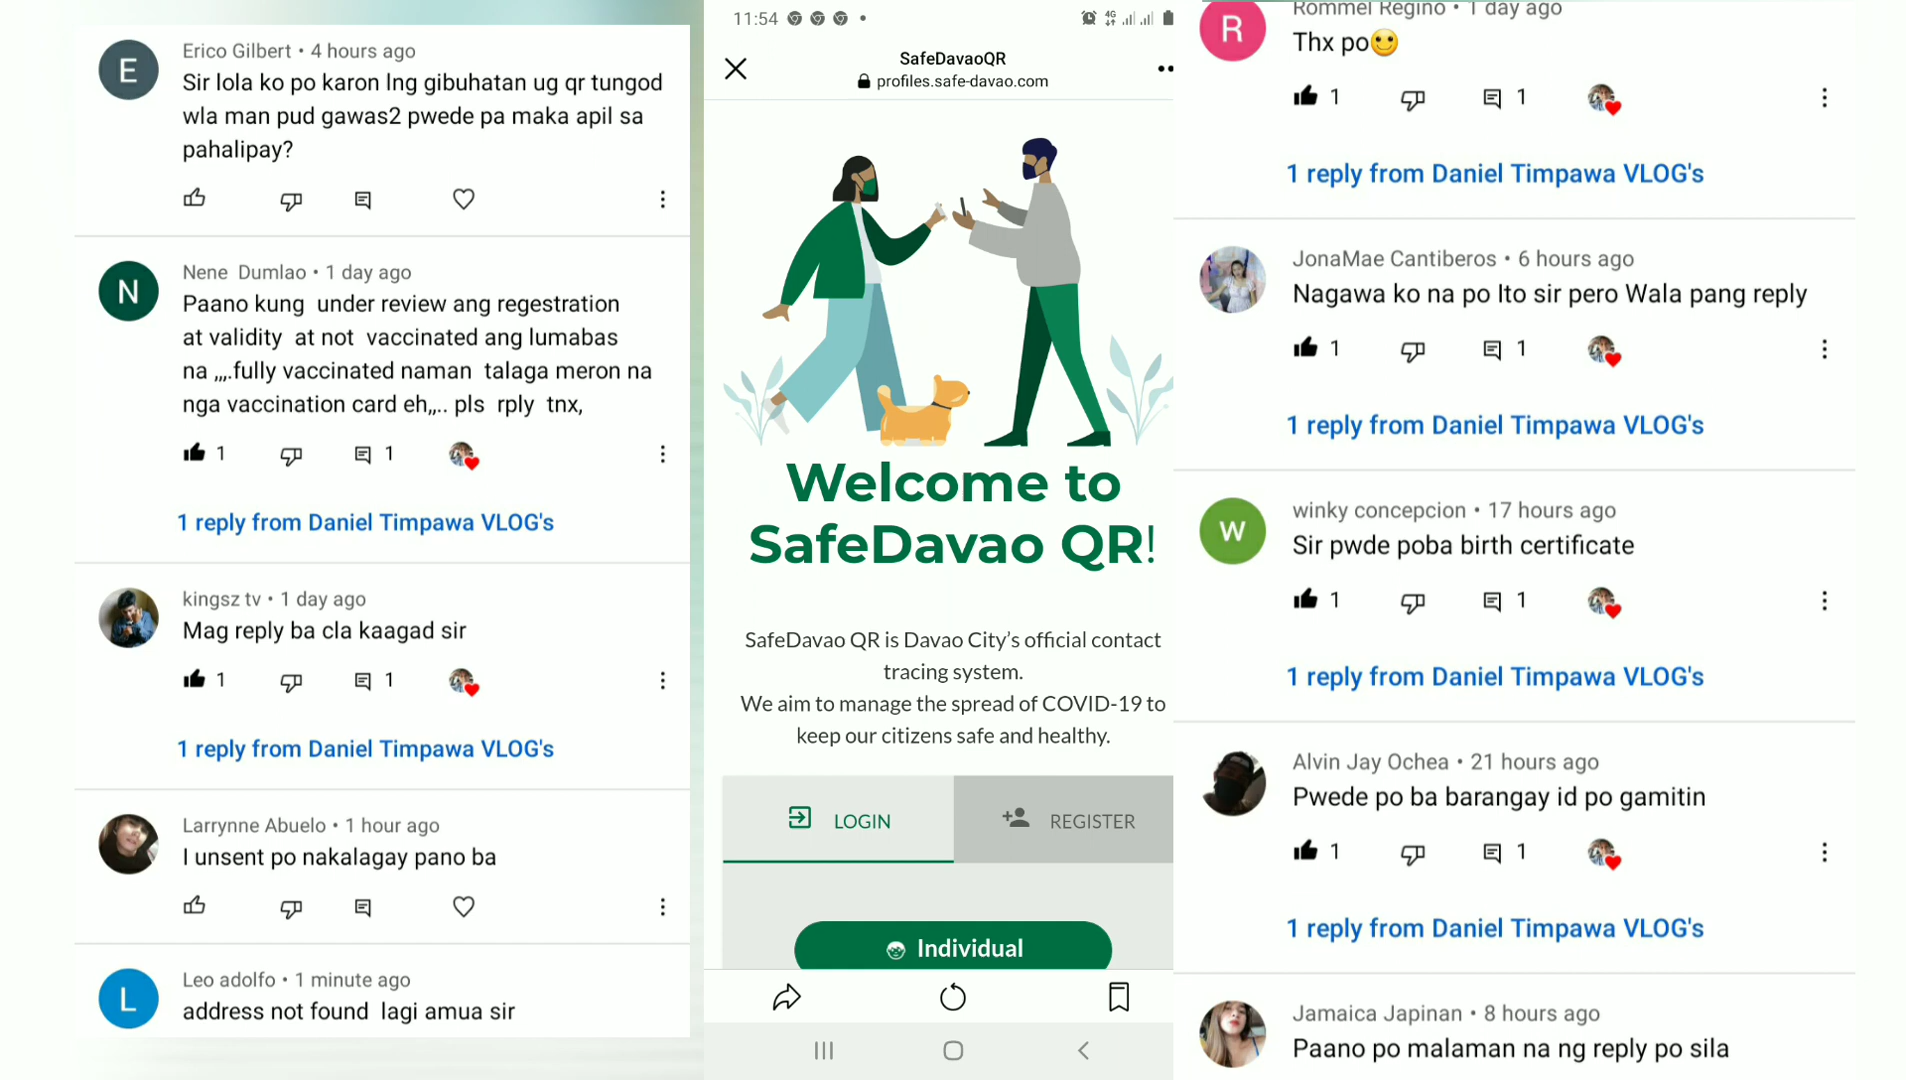 Erico Gilbert • 4 hours ago
Sir lola ko po karon lng gibuhatan ug qr tungod
wla man pud gawas2 pwede pa maka apil sa
pahalipay?
Nene Dumlao • 1 day ago
Paano kung under review ang regestration
at validity at not vaccinated ang lumabas
na ,,,.fully vaccinated naman talaga meron na
nga vaccination card eh,,.. pls rply tnx,
1
1
1 reply from Daniel Timpawa VLOG's
kingsz tv • 1 day ago
Mag reply ba cla kaagad sir
1
1
1 reply from Daniel Timpawa VLOG's
Larrynne Abuelo • 1 hour ago
I unsent po nakalagay pano ba
Leo adolfo • 1 minute ago
address not found lagi amua sir
E
N
L
11:54
4G
SafeDavaoQR
profiles.safe-davao.com
Welcome to
SafeDavao QR!
SafeDavao QR is Davao City's official contact
tracing system.
We aim to manage the spread of COVID-19 to
keep our citizens safe and healthy.
LOGIN
REGISTER
Individual
R
Rommel Regino • 1 day ago
Thx po
1
1
1 reply from Daniel Timpawa VLOG's
JonaMae Cantiberos • 6 hours ago
Nagawa ko na po Ito sir pero Wala pang reply
1
1
1 reply from Daniel Timpawa VLOG's
W
winky concepcion • 17 hours ago
Sir pwde poba birth certificate
1
1
1 reply from Daniel Timpawa VLOG's
Alvin Jay Ochea • 21 hours ago
Pwede po ba barangay id po gamitin
1
1
1 reply from Daniel Timpawa VLOG's
Jamaica Japinan • 8 hours ago
Paano po malaman na ng reply po sila